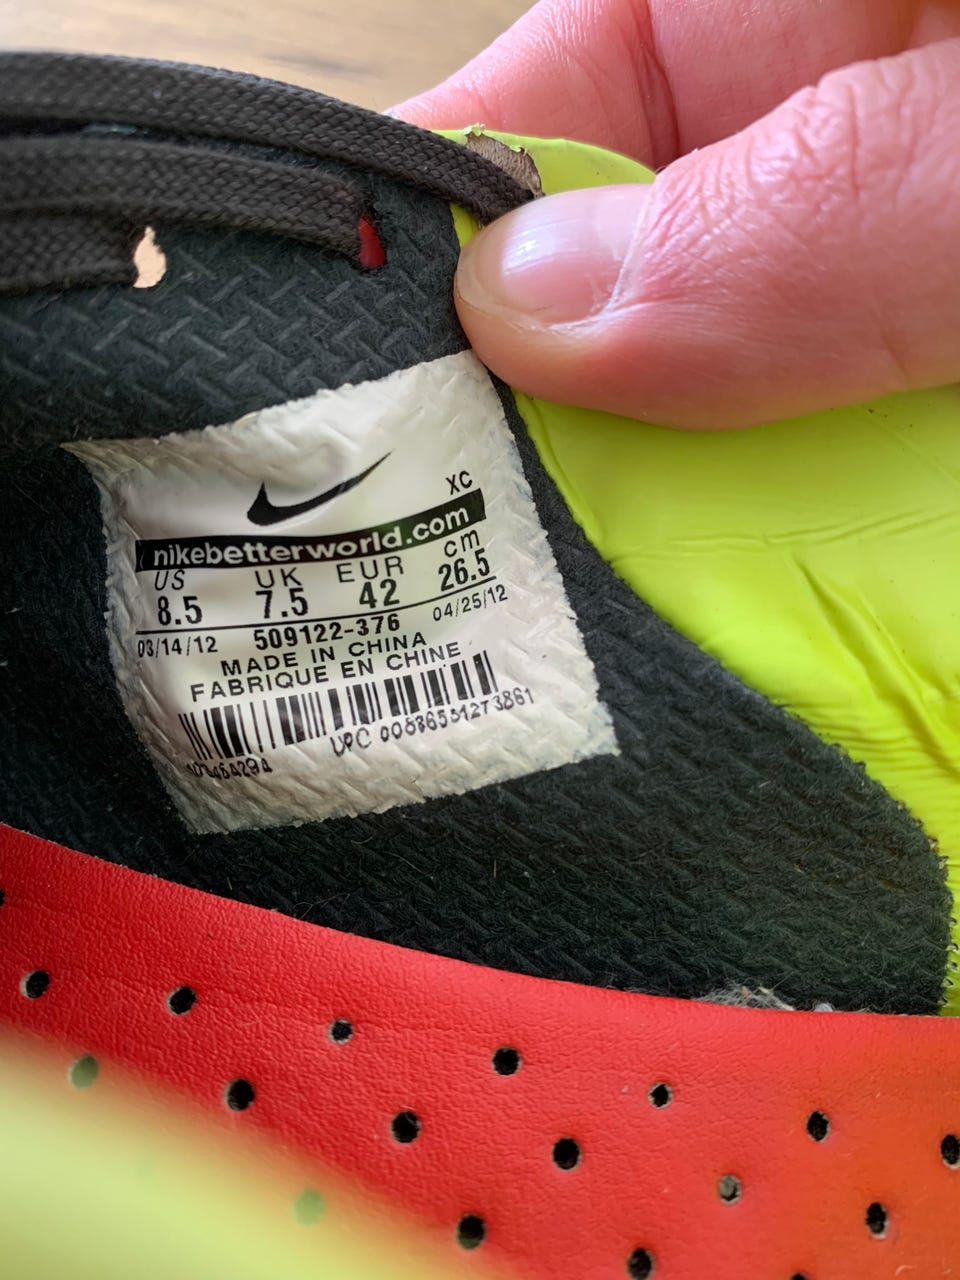 XC
nikebetterworld.com
US UK EUR cm
8.5 7.5 42 26.5
03/14/12 509122-376 04/25/12
MADE IN CHINA
FABRIQUE EN CHINE
UPC